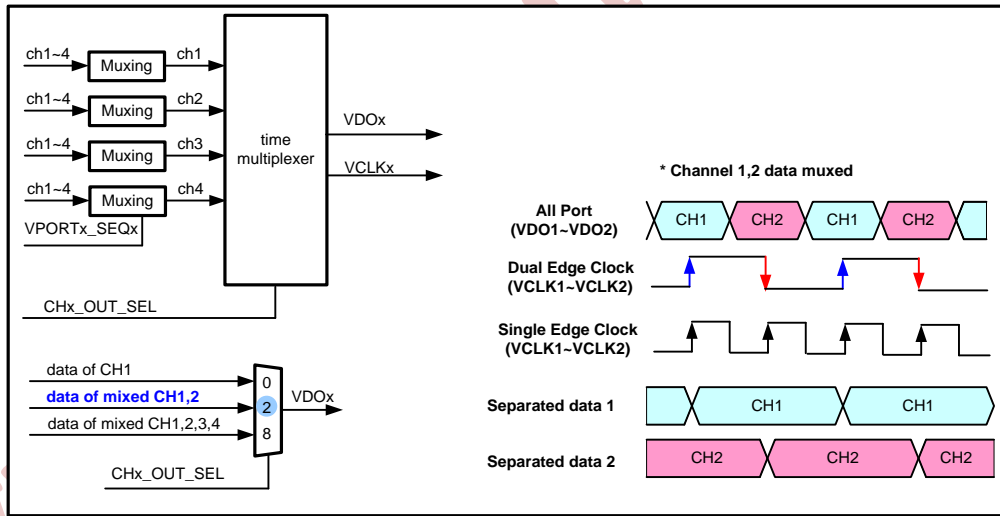 ch1~4
Muxing
ch1
ch1~4
Muxing
ch2
ch1~4
Muxing
ch3
ch1~4
Muxing
ch4
VPORTx_SEQx
time
multiplexer
VDOx
VCLKx
CHx_OUT_SEL
data of CH1
0
data of mixed CH1,2
2
VDOx
data of mixed CH1,2,3,4
8
CHx_OUT_SEL
* Channel 1,2 data muxed
All Port
(VDO1~VDO2)
CH1 CH2 CH1 CH2
Dual Edge Clock
(VCLK1~VCLK2)
Single Edge Clock
(VCLK1~VCLK2)
Separated data 1
CH1 CH1
Separated data 2
CH2 CH2 CH2